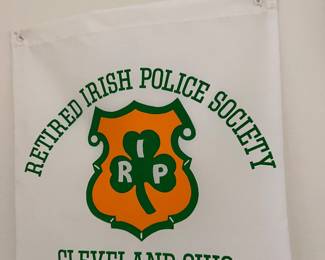 RETIRED IRISH POLICE SOCIETY
I
R P
CLEVELAND OHIO